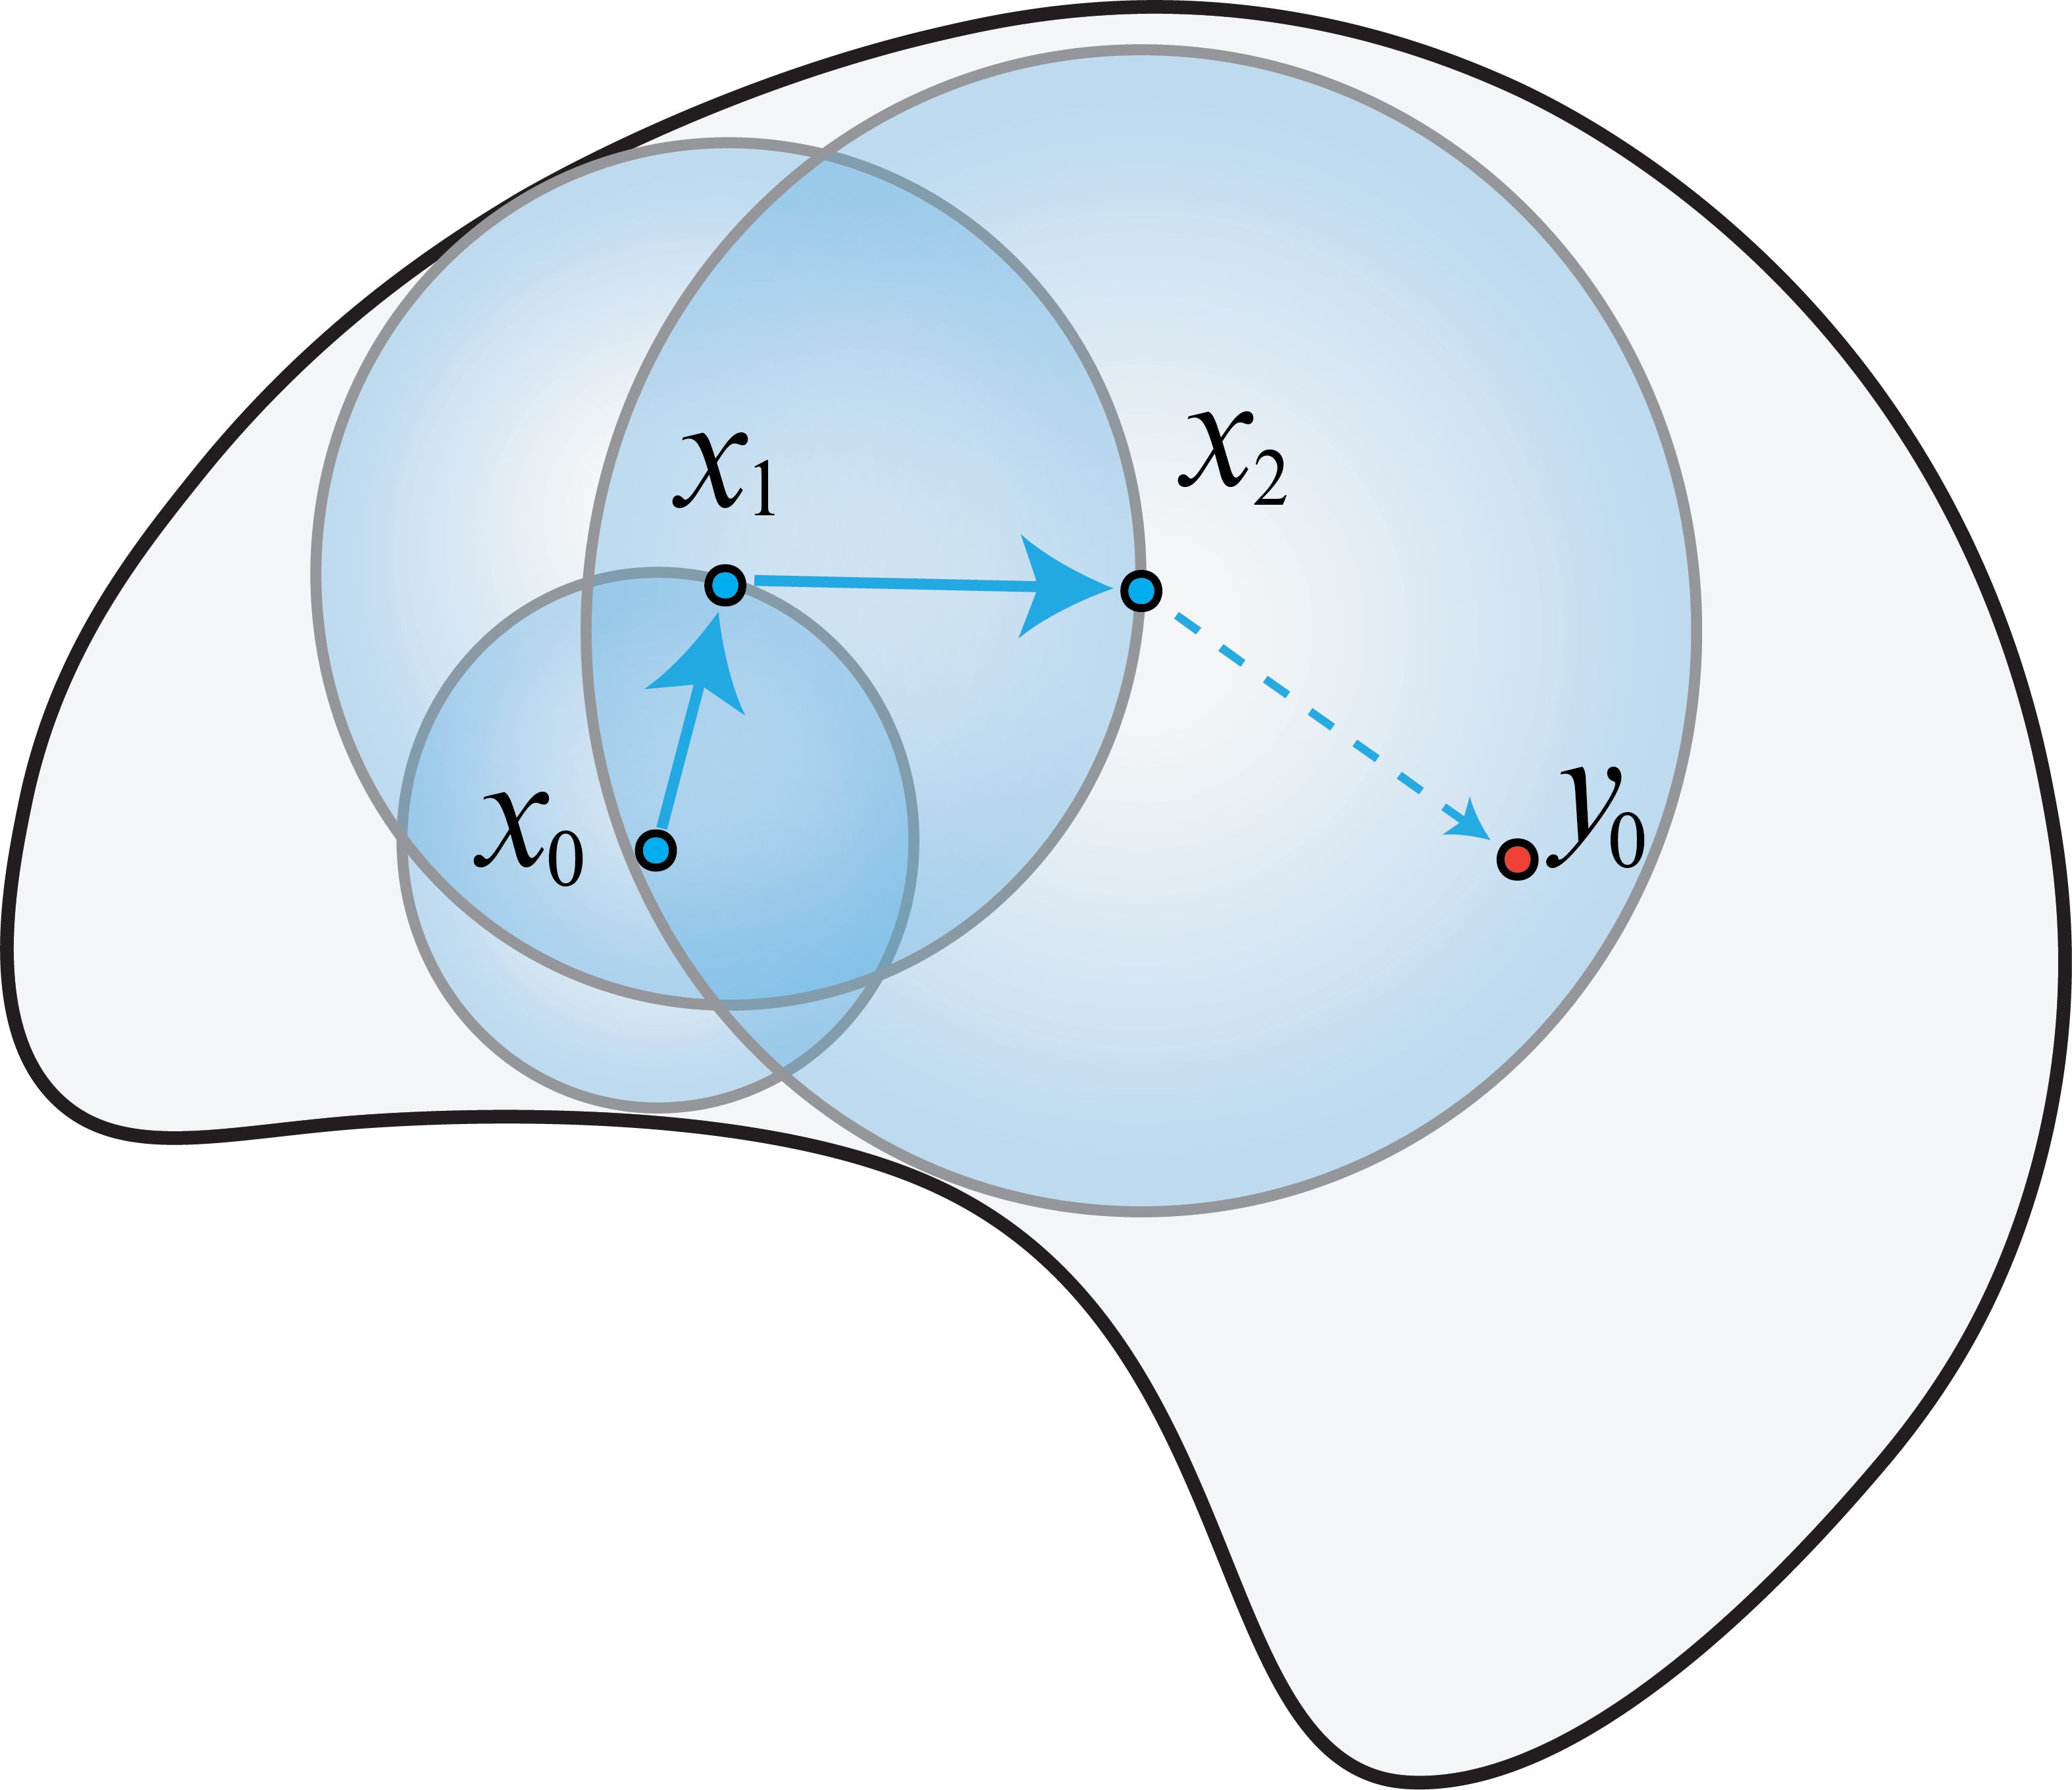 x₁
x₂
x₀
y₀